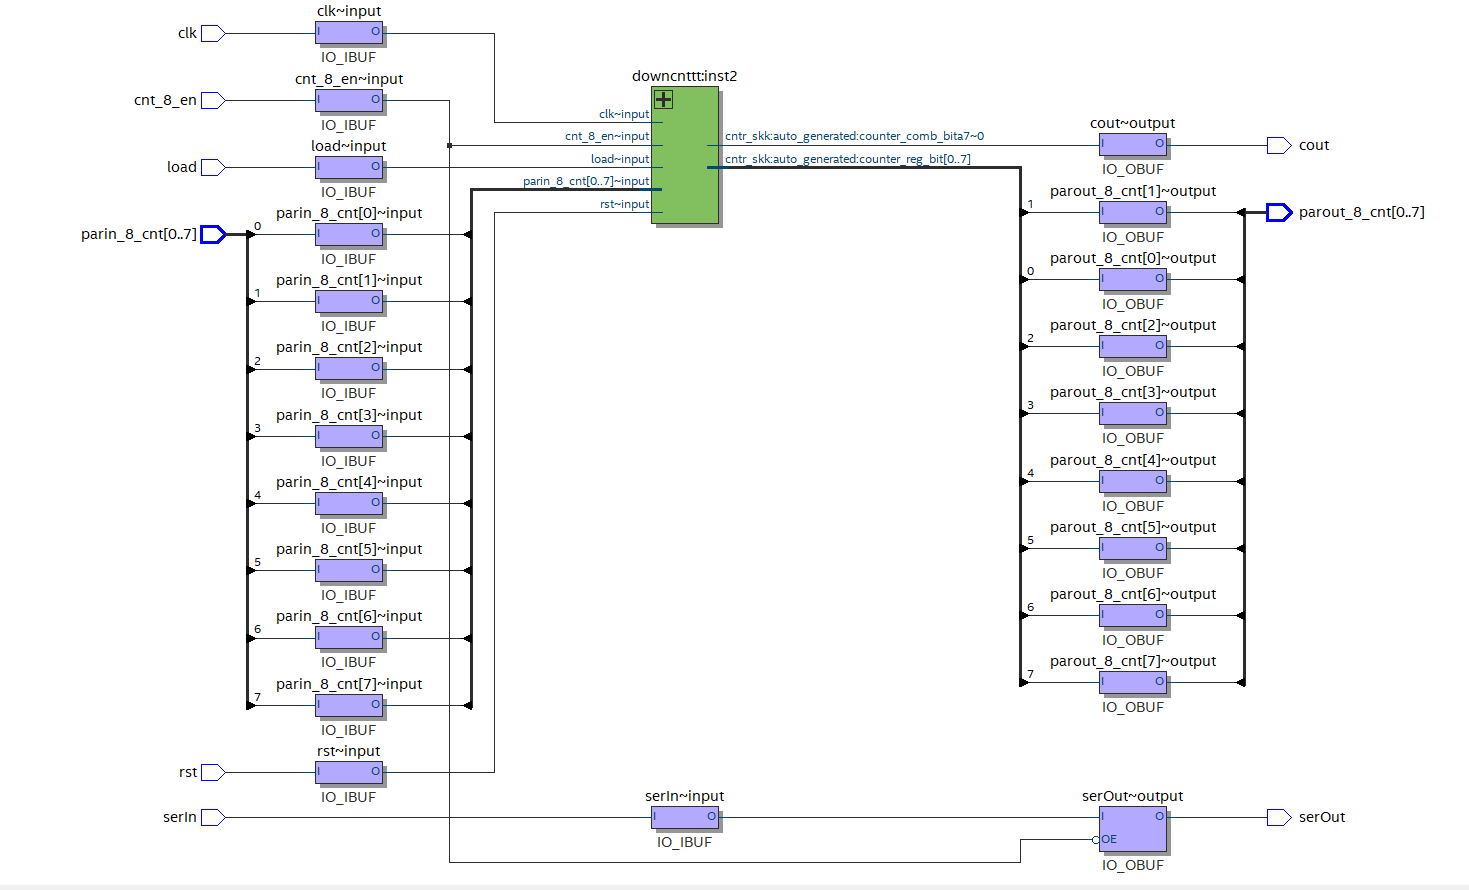 clk~input
clk
I
O
IO_IBUF
cnt_8_en~input
cnt_8_en
I
O
IO_IBUF
load~input
load
I
O
IO_IBUF
parin_8_cnt[0]~input
parin_8_cnt[0..7]
0
I
O
IO_IBUF
parin_8_cnt[1]~input
1
I
O
IO_IBUF
parin_8_cnt[2]~input
2
I
O
IO_IBUF
parin_8_cnt[3]~input
3
I
O
IO_IBUF
parin_8_cnt[4]~input
4
I
O
IO_IBUF
parin_8_cnt[5]~input
5
I
O
IO_IBUF
parin_8_cnt[6]~input
6
I
O
IO_IBUF
parin_8_cnt[7]~input
7
I
O
IO_IBUF
rst~input
rst
I
O
IO_IBUF
downcnttt:inst2
clk~input
cnt_8_en~input
load~input
parin_8_cnt[0..7]~input
rst~input
cntr_skk:auto_generated:counter_comb_bita7~0
cntr_skk:auto_generated:counter_reg_bit[0..7]
cout~output
I
O
cout
IO_OBUF
parout_8_cnt[1]~output
1
I
O
parout_8_cnt[0..7]
IO_OBUF
parout_8_cnt[0]~output
0
I
O
IO_OBUF
parout_8_cnt[2]~output
2
I
O
IO_OBUF
parout_8_cnt[3]~output
3
I
O
IO_OBUF
parout_8_cnt[4]~output
4
I
O
IO_OBUF
parout_8_cnt[5]~output
5
I
O
IO_OBUF
parout_8_cnt[6]~output
6
I
O
IO_OBUF
parout_8_cnt[7]~output
7
I
O
IO_OBUF
serIn
serIn~input
I
O
IO_IBUF
serOut~output
I
O
OE
serOut
IO_OBUF